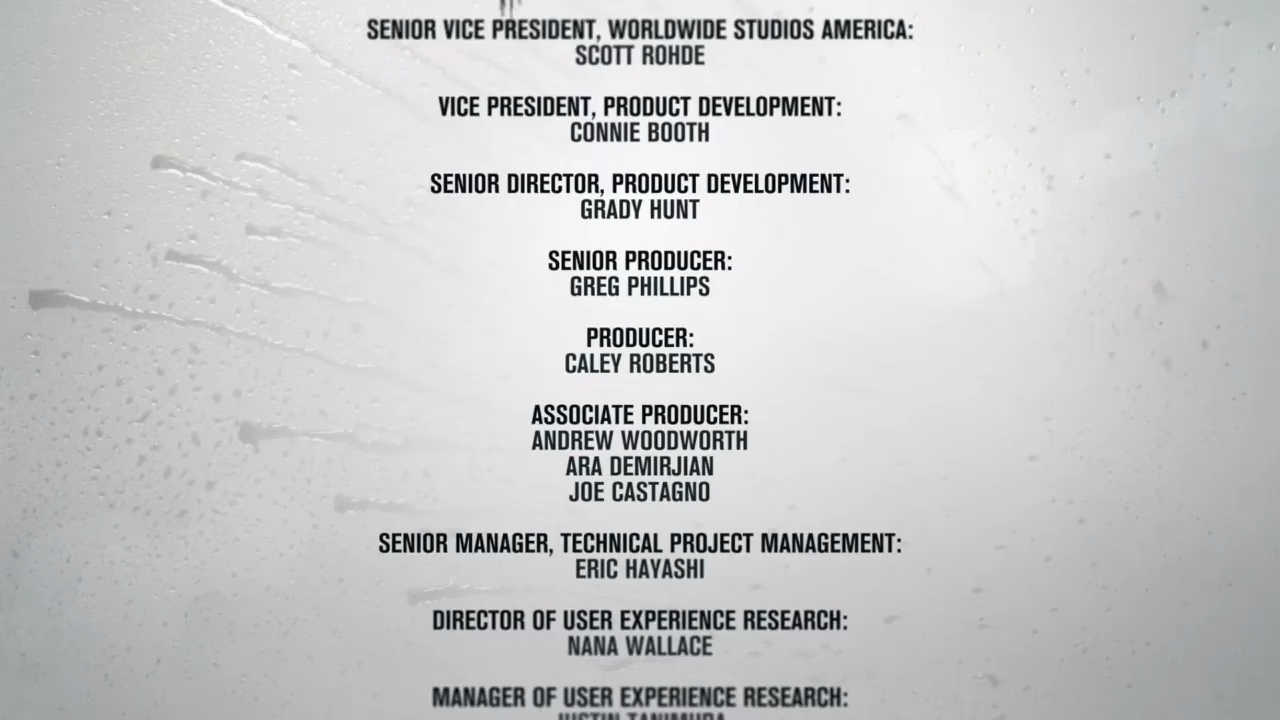 SENIOR VICE PRESIDENT, WORLDWIDE STUDIOS AMERICA:
SCOTT ROHDE
VICE PRESIDENT, PRODUCT DEVELOPMENT:
CONNIE BOOTH
SENIOR DIRECTOR, PRODUCT DEVELOPMENT:
GRADY HUNT
SENIOR PRODUCER:
GREG PHILLIPS
PRODUCER:
CALEY ROBERTS
ASSOCIATE PRODUCER:
ANDREW WOODWORTH
ARA DEMIRJIAN
JOE CASTAGNO
SENIOR MANAGER, TECHNICAL PROJECT MANAGEMENT:
ERIC HAYASHI
DIRECTOR OF USER EXPERIENCE RESEARCH:
NANA WALLACE
MANAGER OF USER EXPERIENCE RESEARCH: